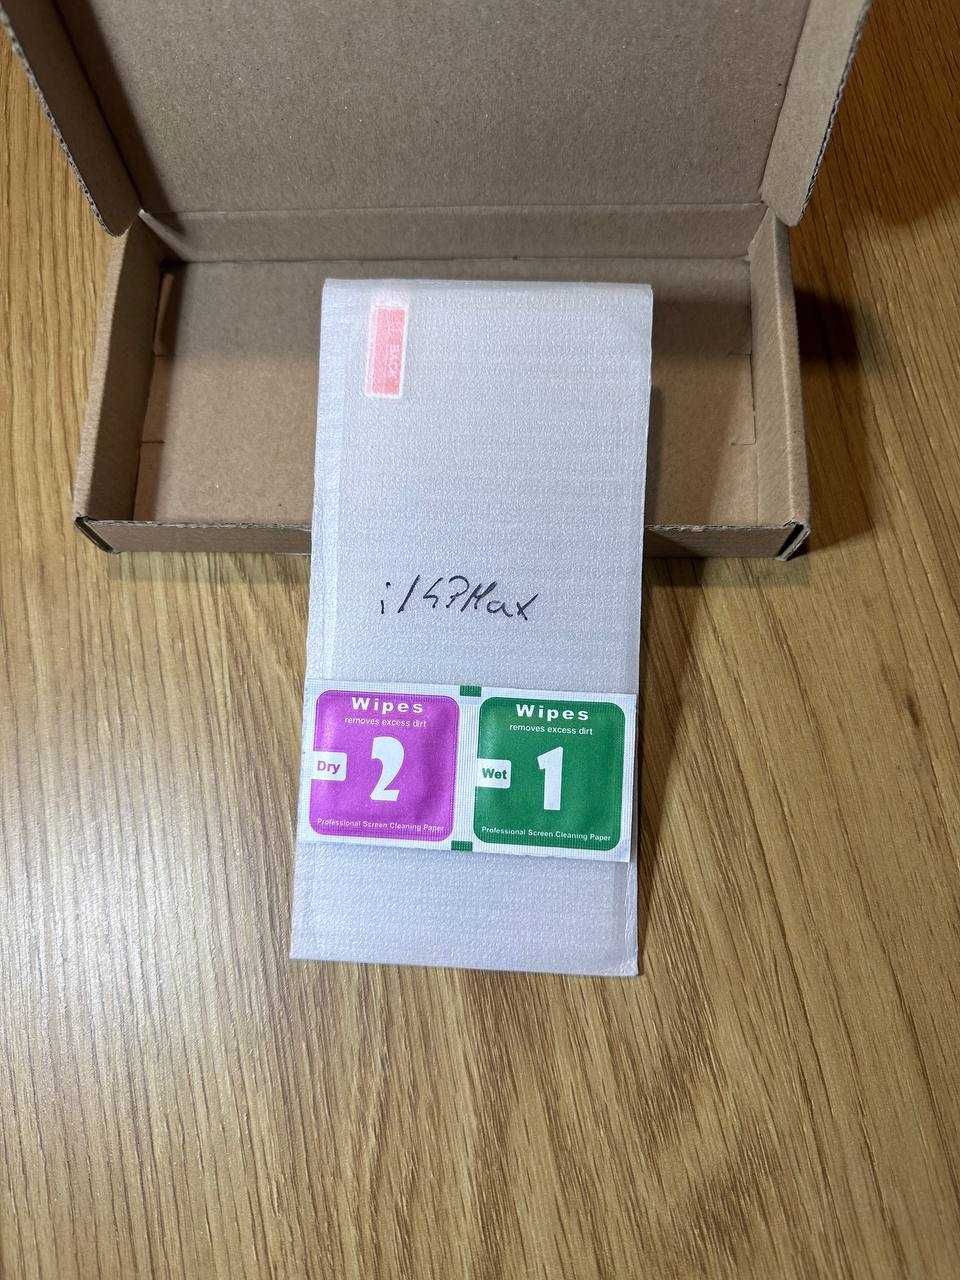 i14PMax
Wipes
removes excess dirt
Dry
2
Professional Screen Cleaning Paper
Wipes
removes excess dirt
Wet
1
Professional Screen Cleaning Paper